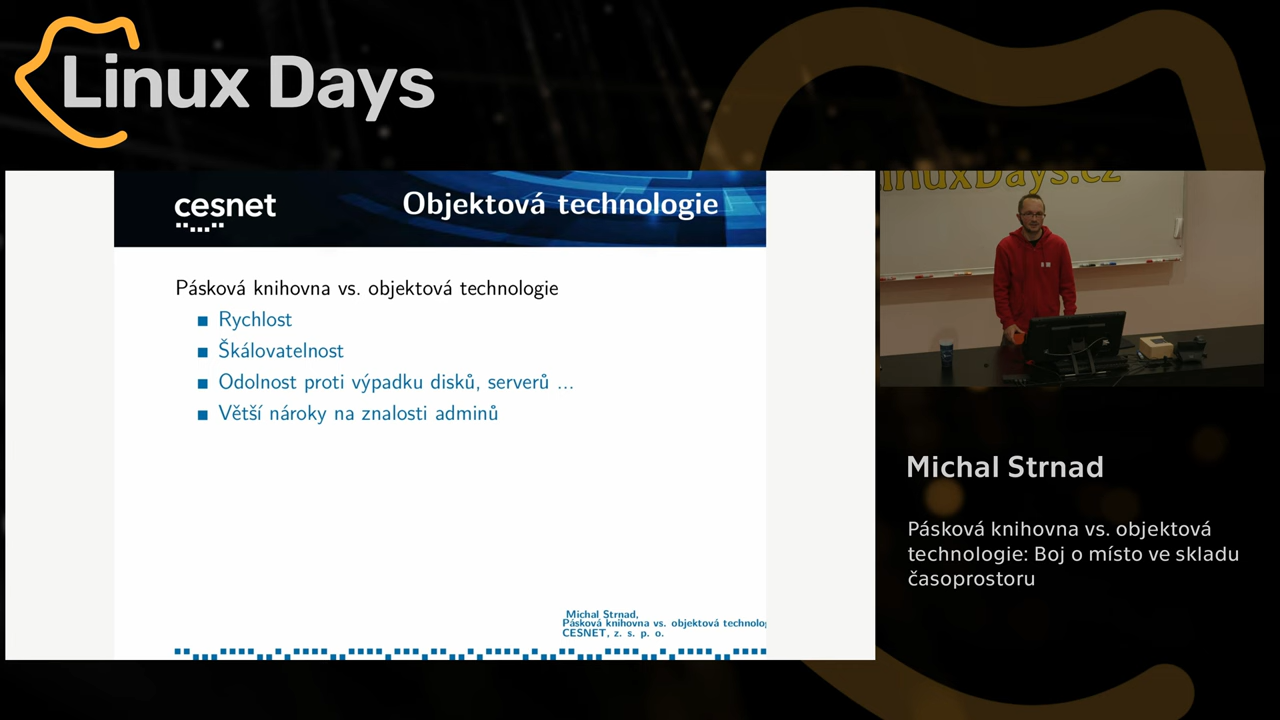 Linux Days
cesnet
Objektová technologie
Pásková knihovna vs. objektová technologie
Rychlost
Škálovatelnost
Odolnost proti výpadku disků, serverů ...
Větší nároky na znalosti adminů
Michal Strnad,
Pásková knihovna vs. objektová technolog
CESNET, z. s. p. o.
inuxDays.cz
Michal Strnad
Pásková knihovna vs. objektová
technologie: Boj o místo ve skladu
časoprostoru